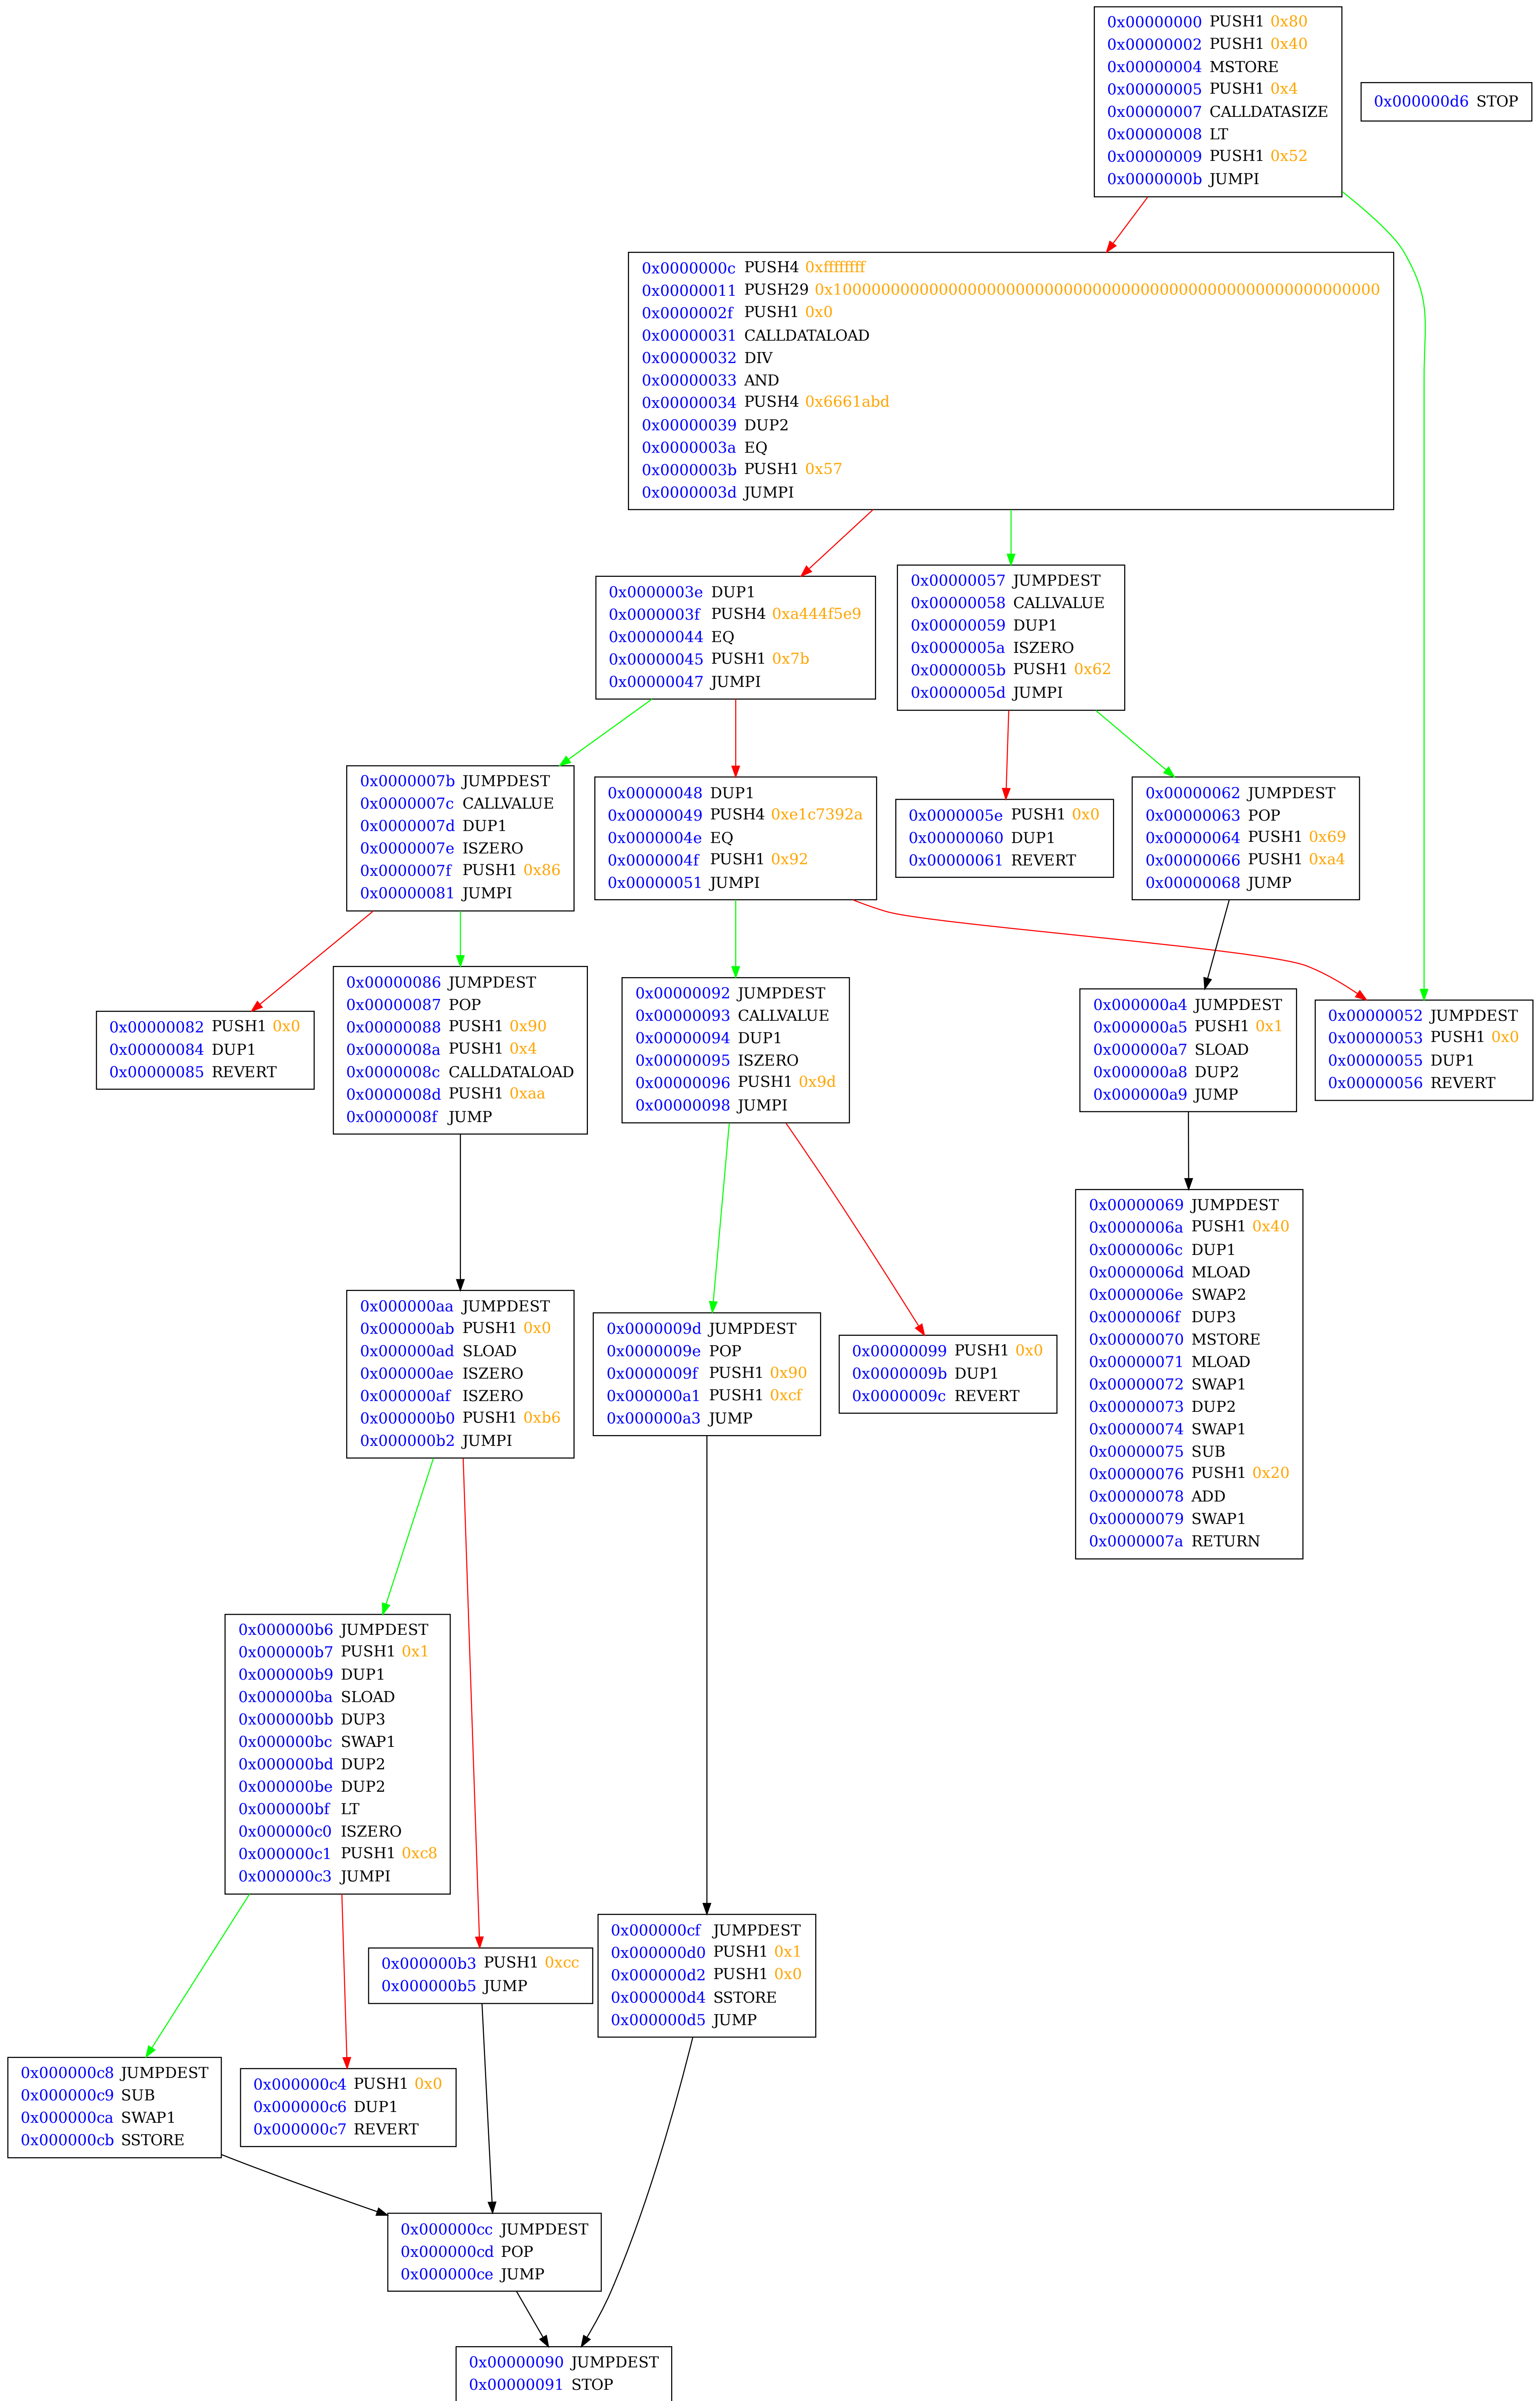 0x00000000 PUSH1 0x80
0x00000002 PUSH1 0x40
0x00000004 MSTORE
0x00000005 PUSH1 0x4
0x00000007 CALLDATASIZE
0x00000008 LT
0x00000009 PUSH1 0x52
0x0000000b JUMPI
0x000000d6 STOP
0x0000000c PUSH4 0xffffffff
0x00000011 PUSH29 0x100000000000000000000000000000000000000000000000000000000
0x0000002f PUSH1 0x0
0x00000031 CALLDATALOAD
0x00000032 DIV
0x00000033 AND
0x00000034 PUSH4 0x6661abd
0x00000039 DUP2
0x0000003a EQ
0x0000003b PUSH1 0x57
0x0000003d JUMPI
0x0000003e DUP1
0x0000003f PUSH4 0xa444f5e9
0x00000044 EQ
0x00000045 PUSH1 0x7b
0x00000047 JUMPI
0x00000057 JUMPDEST
0x00000058 CALLVALUE
0x00000059 DUP1
0x0000005a ISZERO
0x0000005b PUSH1 0x62
0x0000005d JUMPI
0x0000007b JUMPDEST
0x0000007c CALLVALUE
0x0000007d DUP1
0x0000007e ISZERO
0x0000007f PUSH1 0x86
0x00000081 JUMPI
0x00000048 DUP1
0x00000049 PUSH4 0xe1c7392a
0x0000004e EQ
0x0000004f PUSH1 0x92
0x00000051 JUMPI
0x0000005e PUSH1 0x0
0x00000060 DUP1
0x00000061 REVERT
0x00000062 JUMPDEST
0x00000063 POP
0x00000064 PUSH1 0x69
0x00000066 PUSH1 0xa4
0x00000068 JUMP
0x00000082 PUSH1 0x0
0x00000084 DUP1
0x00000085 REVERT
0x00000086 JUMPDEST
0x00000087 POP
0x00000088 PUSH1 0x90
0x0000008a PUSH1 0x4
0x0000008c CALLDATALOAD
0x0000008d PUSH1 0xaa
0x0000008f JUMP
0x00000092 JUMPDEST
0x00000093 CALLVALUE
0x00000094 DUP1
0x00000095 ISZERO
0x00000096 PUSH1 0x9d
0x00000098 JUMPI
0x000000a4 JUMPDEST
0x000000a5 PUSH1 0x1
0x000000a7 SLOAD
0x000000a8 DUP2
0x000000a9 JUMP
0x00000052 JUMPDEST
0x00000053 PUSH1 0x0
0x00000055 DUP1
0x00000056 REVERT
0x00000069 JUMPDEST
0x0000006a PUSH1 0x40
0x0000006c DUP1
0x0000006d MLOAD
0x0000006e SWAP2
0x0000006f DUP3
0x00000070 MSTORE
0x00000071 MLOAD
0x00000072 SWAP1
0x00000073 DUP2
0x00000074 SWAP1
0x00000075 SUB
0x00000076 PUSH1 0x20
0x00000078 ADD
0x00000079 SWAP1
0x0000007a RETURN
0x000000aa JUMPDEST
0x000000ab PUSH1 0x0
0x000000ad SLOAD
0x000000ae ISZERO
0x000000af ISZERO
0x000000b0 PUSH1 0xb6
0x000000b2 JUMPI
0x0000009d JUMPDEST
0x0000009e POP
0x0000009f PUSH1 0x90
0x000000a1 PUSH1 0xcf
0x000000a3 JUMP
0x00000099 PUSH1 0x0
0x0000009b DUP1
0x0000009c REVERT
0x000000b6 JUMPDEST
0x000000b7 PUSH1 0x1
0x000000b9 DUP1
0x000000ba SLOAD
0x000000bb DUP3
0x000000bc SWAP1
0x000000bd DUP2
0x000000be DUP2
0x000000bf LT
0x000000c0 ISZERO
0x000000c1 PUSH1 0xc8
0x000000c3 JUMPI
0x000000b3 PUSH1 0xcc
0x000000b5 JUMP
0x000000cf JUMPDEST
0x000000d0 PUSH1 0x1
0x000000d2 PUSH1 0x0
0x000000d4 SSTORE
0x000000d5 JUMP
0x000000c8 JUMPDEST
0x000000c9 SUB
0x000000ca SWAP1
0x000000cb SSTORE
0x000000c4 PUSH1 0x0
0x000000c6 DUP1
0x000000c7 REVERT
0x000000cc JUMPDEST
0x000000cd POP
0x000000ce JUMP
0x00000090 JUMPDEST
0x00000091 STOP